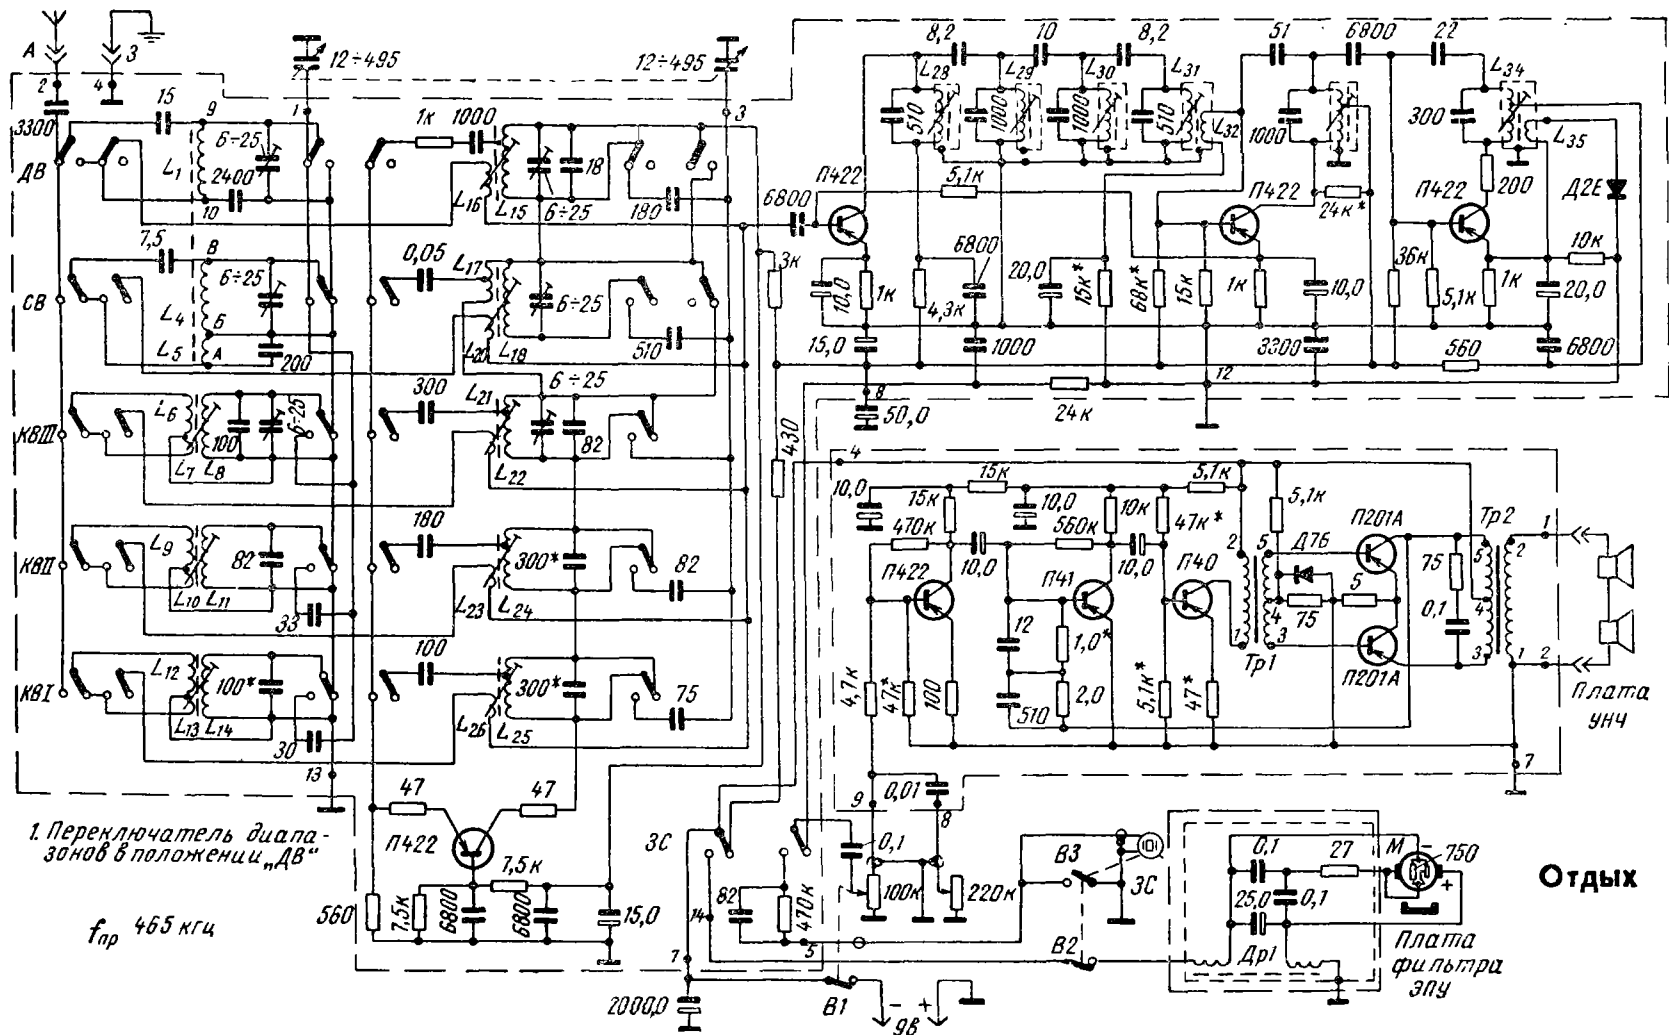 А
3
12÷495
12÷495
8,2
10
8,2
51
6800
22
2
4
15
9
1
3
L28
L29
L30
L31
L34
3300
6÷25
1к
1000
510
1000
1000
510
L32
1000
300
L35
ДВ
L1
2400
10
L16
L15
6÷25
18
180
6800
П422
5,1к
П422
24к*
П422
200
Д2Е
7,5
В
6÷25
0,05
L17
3к
6800
10к
СВ
L4
Б
L5
А
200
L20
L18
6÷25
510
10,0
1к
4,3к
20,0
15к*
68к*
15к
1к
10,0
36к
5,1к
1к
20,0
15,0
1000
3300
560
6800
6÷25
8
12
24к
50,0
L6
6÷25
300
L21
КВIII
100
L7
L8
82
L22
430
4
10,0
15к
15к
10,0
10к
5,1к
5,1к
Тр2
1
L9
180
470к
560к
47к*
П201А
КВII
82
300*
82
П422
10,0
П41
10,0
П40
2
5
Д7Б
5
75
5
2
L10
L11
33
L23
L24
75
4
0,1
4
12
1,0*
1
3
3
1
2
L12
100
Тр1
П201А
КВI
100*
300*
75
4,7к
47к*
100
510
2,0
5,1к*
47*
Плата
УНЧ
L13
L14
30
L26
L25
13
7
47
47
9
0,01
8
1. Переключатель диапа-
зонов в положении „ДВ“
П422
7,5к
3С
0,1
В3
3С
0,1
27
М
750
Отдых
fпр 465 кгц
560
7,5к
6800
6800
15,0
14
82
470к
100к
220к
25,0
0,1
5
7
В2
Др1
Плата
фильтра
ЭПУ
2000,0
В1
- +
9в